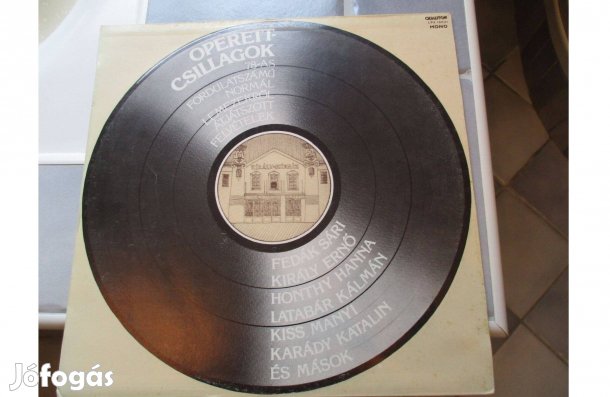 OPERETT-
CSILLAGOK
78-AS
FORDULATSZÁMÚ
NORMÁL
LEMEZEKRŐL
ÁTJÁTSZOTT
FELVÉTELEK
QUALITON
MONO
FEDÁK SÁRI
KIRÁLY ERNŐ
HONTHY HANNA
LATABÁR KÁLMÁN
KISS MANYI
KARÁDY KATALIN
ÉS MÁSOK
Jófogás